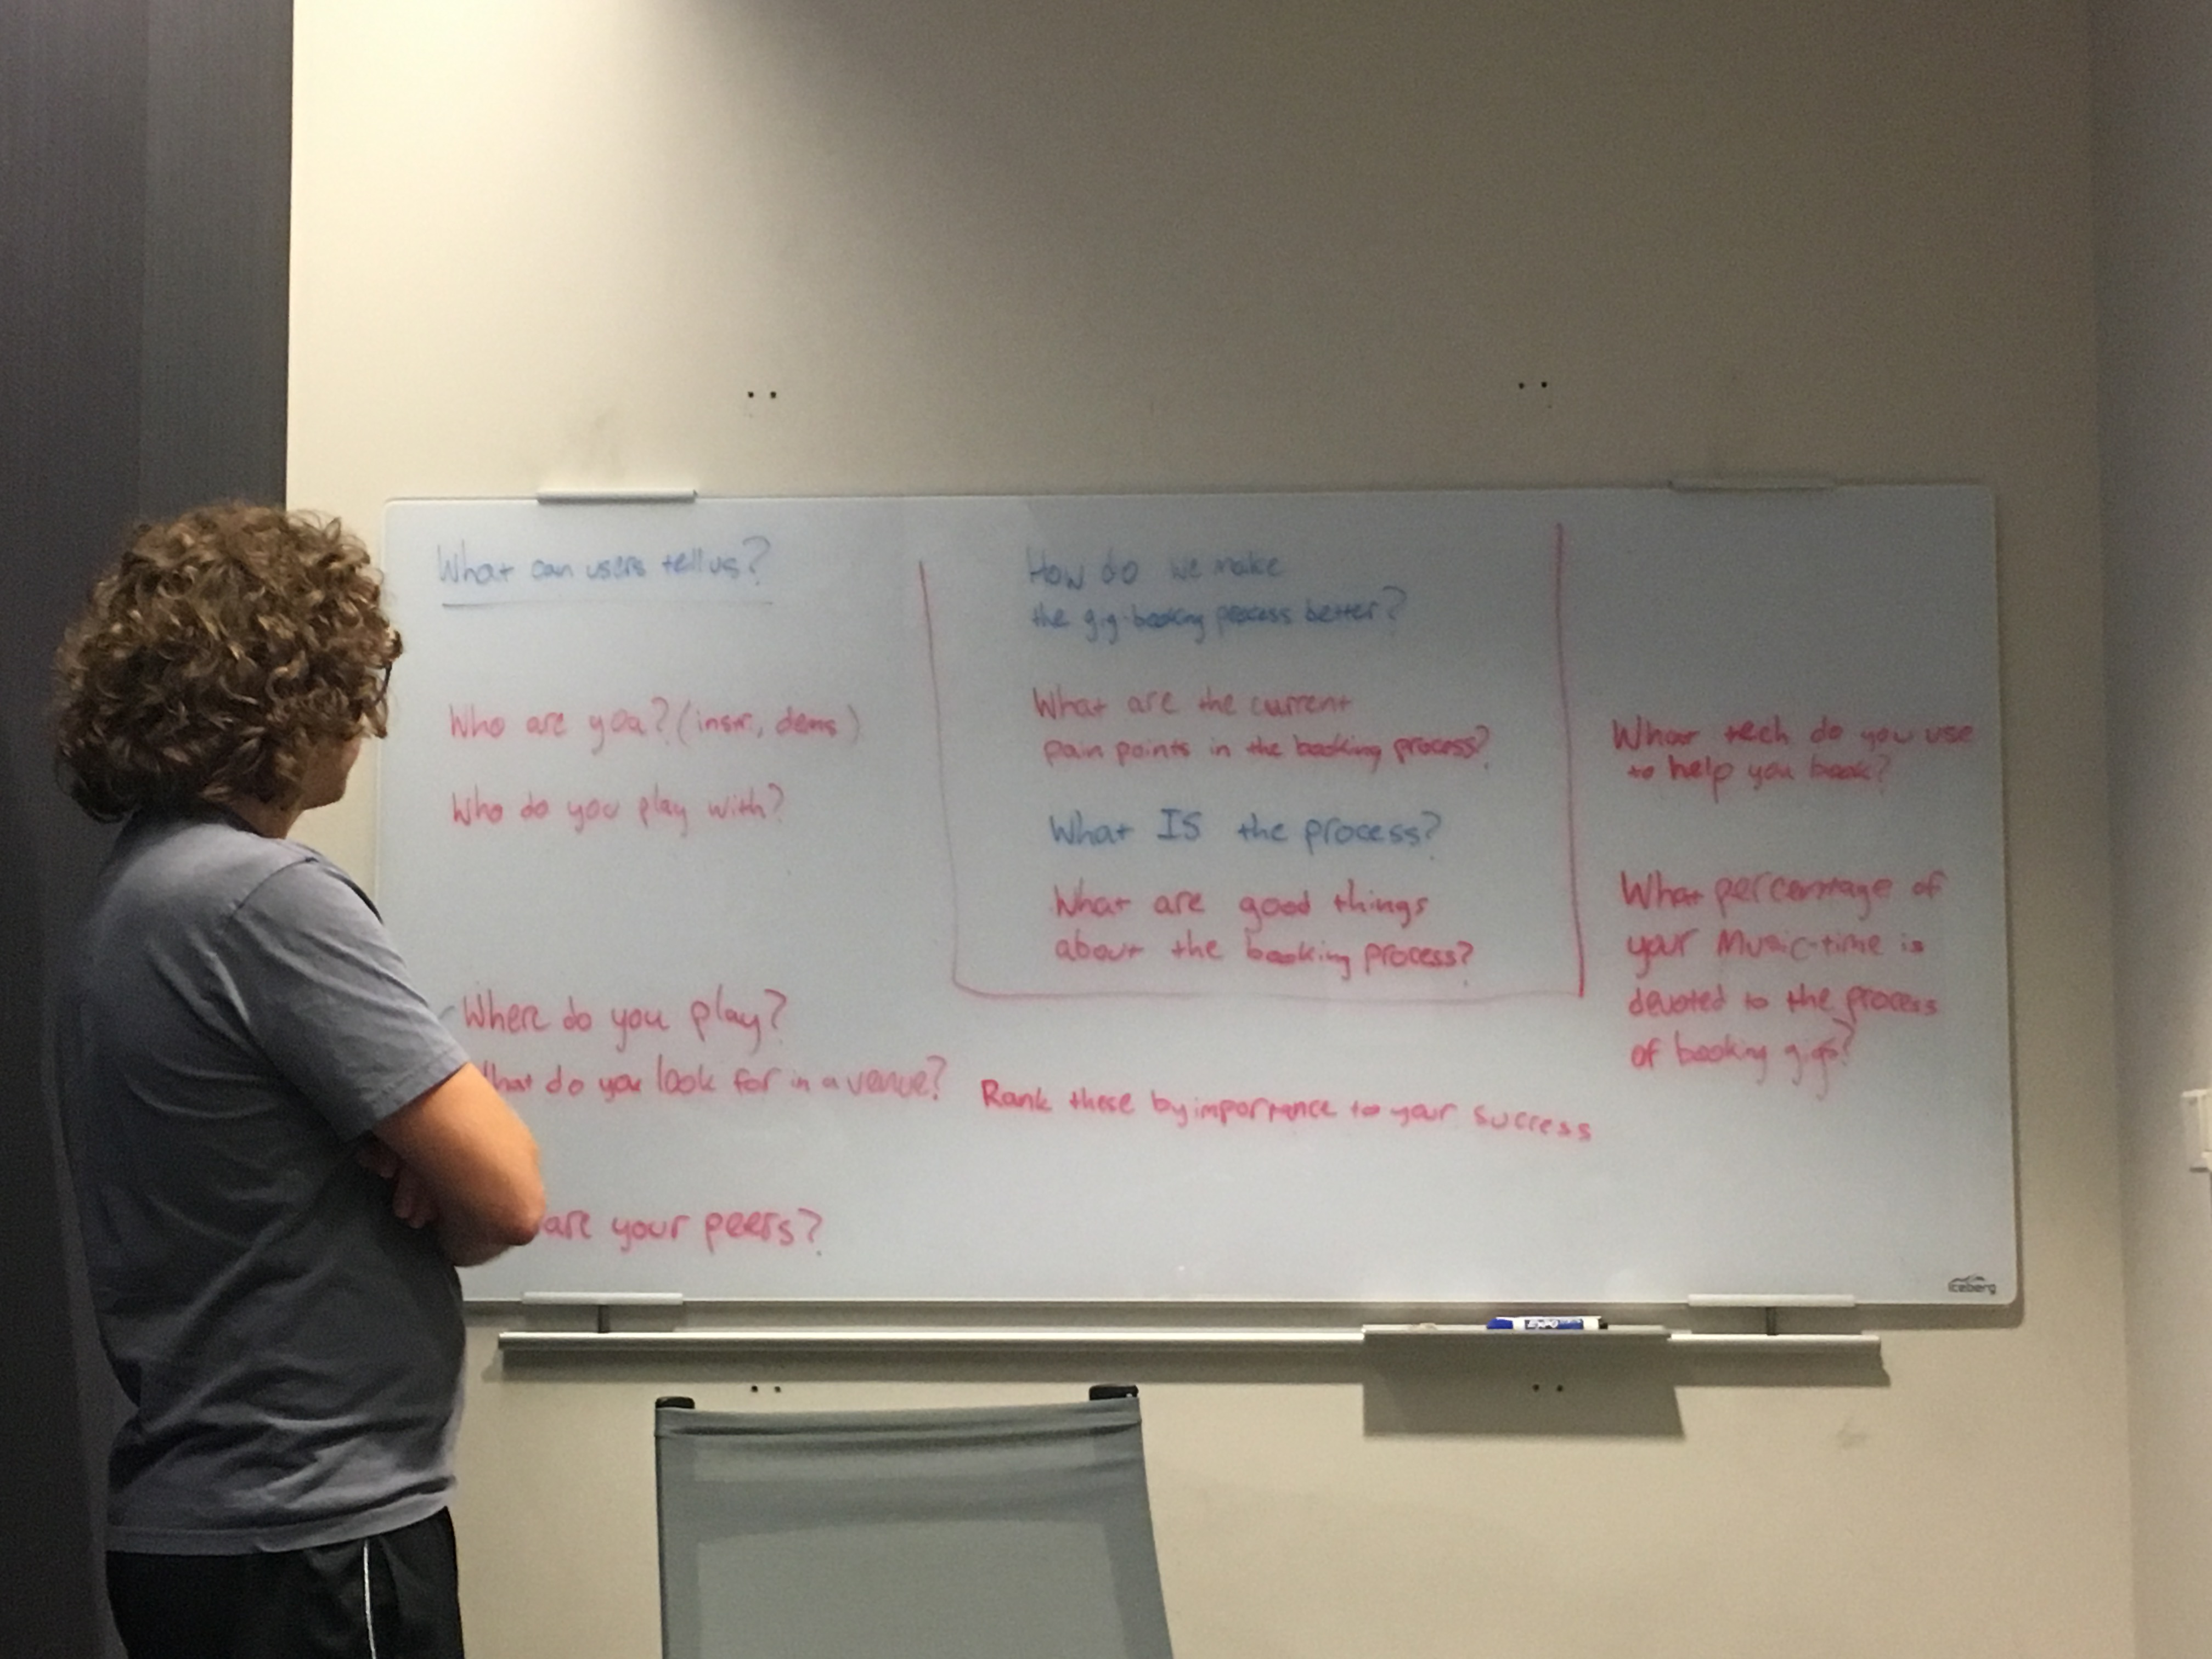 What can users tell us?
Who are you? (instr, dems)
Who do you play with?
Where do you play?
What do you look for in a venue?
are your peers?
How do we make
the gig-booking process better?
What are the current
pain points in the booking process?
What IS the process?
What are good things
about the booking process?
Rank these by importance to your success
What tech do you use
to help you book?
What percentage of
your Music-time is
devoted to the process
of booking gigs?
iceberg
EXPO